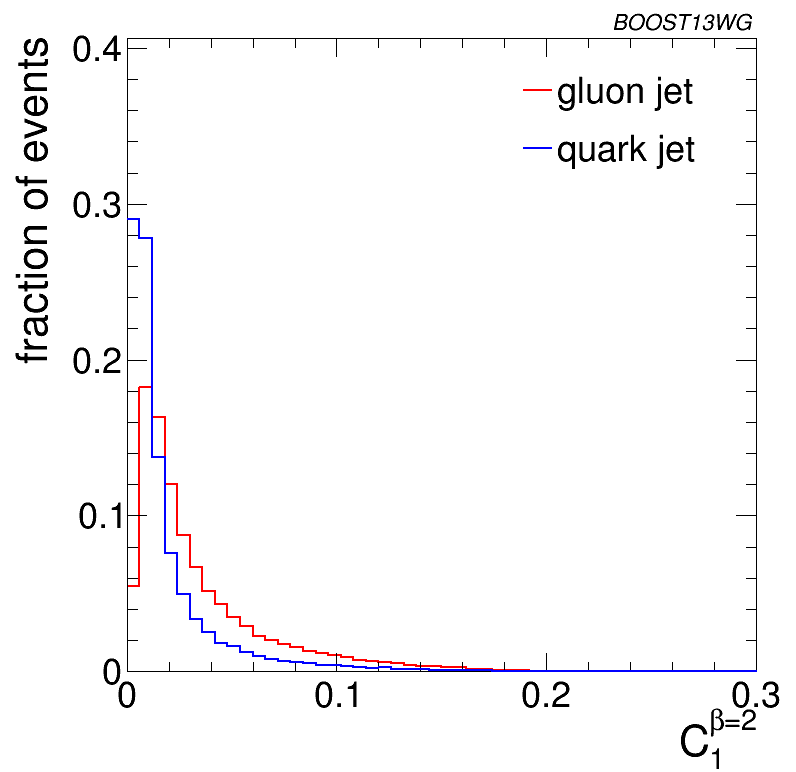 BOOST13WG
fraction of events
0.4
0.3
0.2
0.1
0
gluon jet
quark jet
0 0.1 0.2 0.3
C₁^β=2